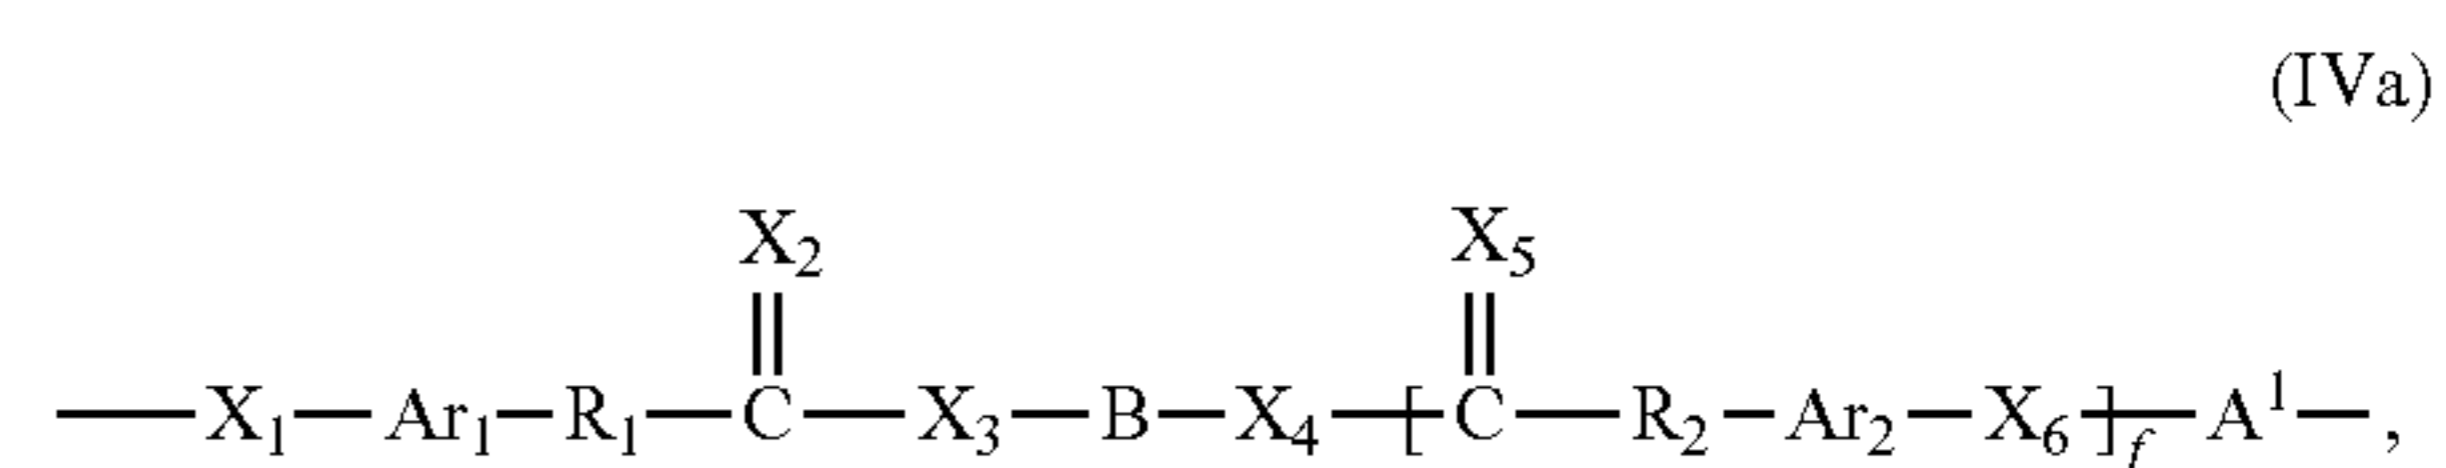 (IVa)
X₂ X₅
—X₁—Ar₁—R₁—C—X₃—B—X₄—[C—R₂—Ar₂—X₆]f—A¹—,